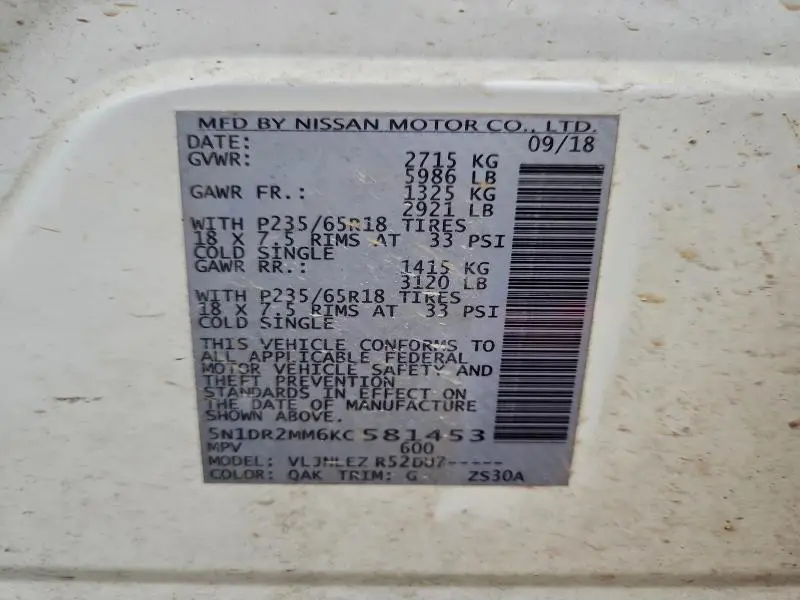 MFD BY NISSAN MOTOR CO., LTD.
DATE: 09/18
GVWR: 2715 KG
5986 LB
GAWR FR.: 1325 KG
2921 LB
WITH P235/65R18 TIRES
18 X 7.5 RIMS AT 33 PSI
COLD SINGLE
GAWR RR.: 1415 KG
3120 LB
WITH P235/65R18 TIRES
18 X 7.5 RIMS AT 33 PSI
COLD SINGLE
THIS VEHICLE CONFORMS TO
ALL APPLICABLE FEDERAL
MOTOR VEHICLE SAFETY AND
THEFT PREVENTION
STANDARDS IN EFFECT ON
THE DATE OF MANUFACTURE
SHOWN ABOVE.
5N1DR2MM6KC581453
MPV 600
MODEL:
COLOR: QAK TRIM: G ZS30A